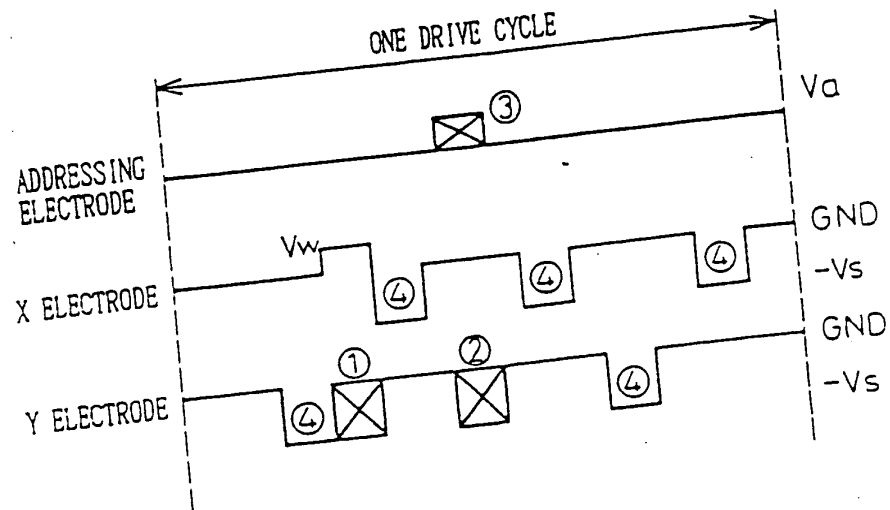 ONE DRIVE CYCLE
Va
③
ADDRESSING
ELECTRODE
GND
Vw
④ ④ ④
-Vs
X ELECTRODE
GND
① ②
④ ④
-Vs
Y ELECTRODE